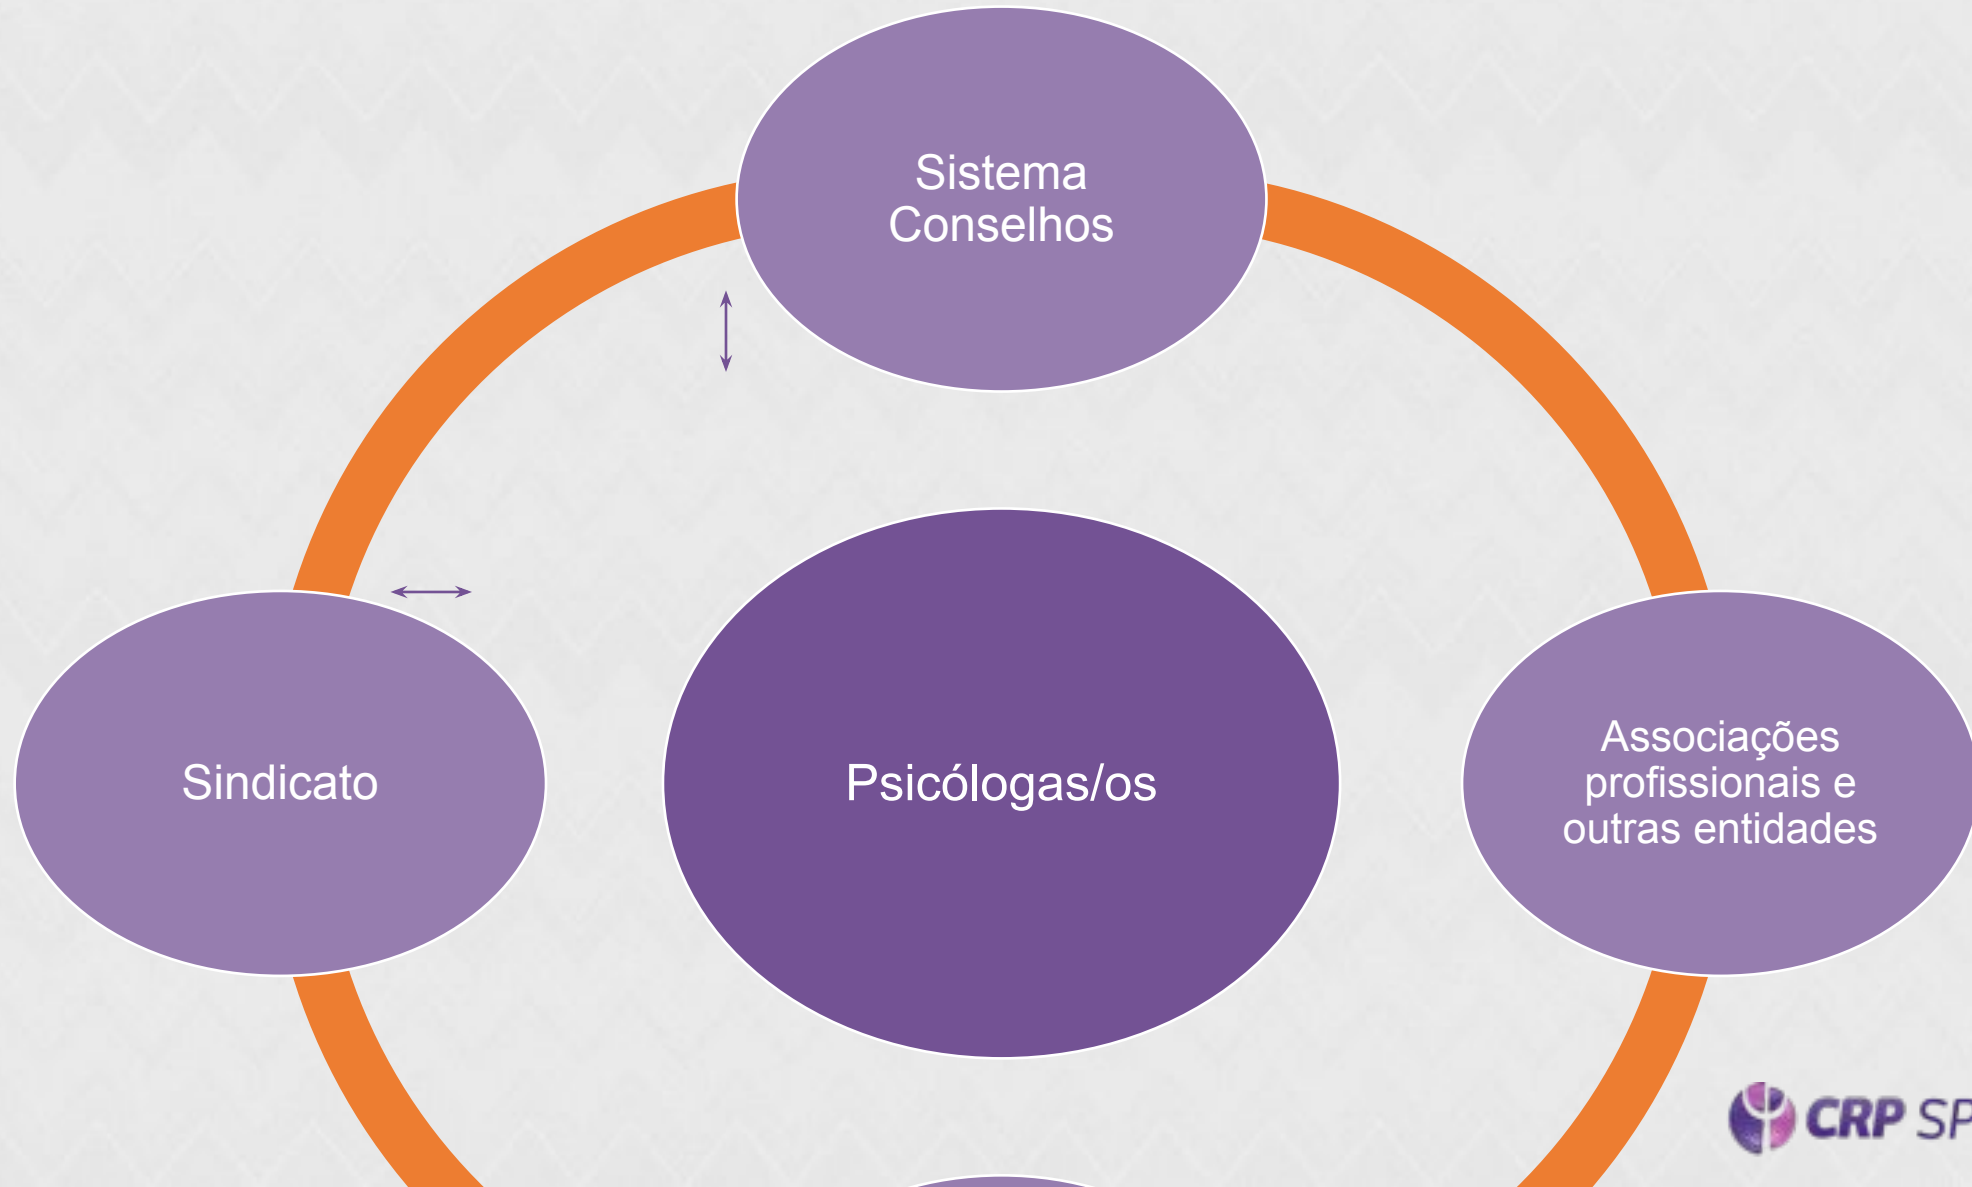 Sistema
Conselhos
Sindicato
Psicólogas/os
Associações
profissionais e
outras entidades
CRP SP